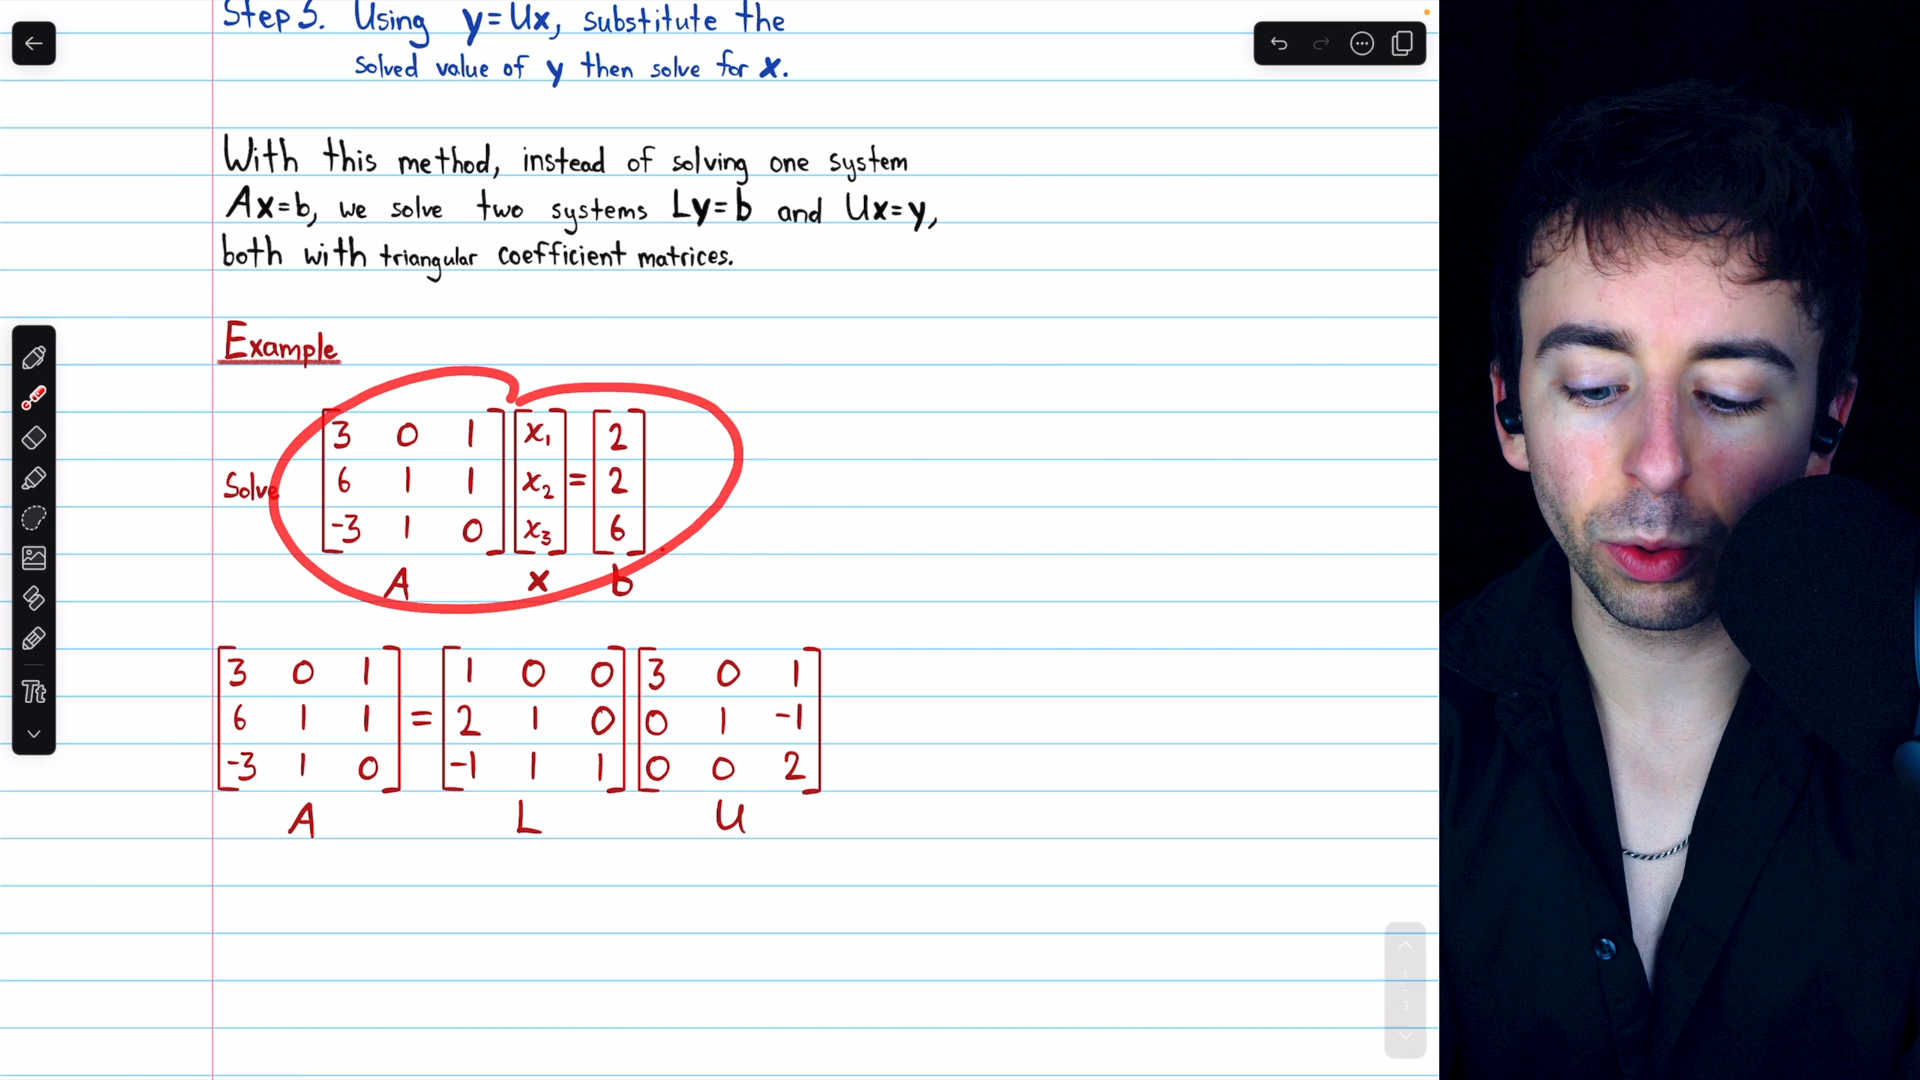 Step 3. Using y=Ux, substitute the
solved value of y then solve for x.
With this method, instead of solving one system
Ax=b, we solve two systems Ly=b and Ux=y,
both with triangular coefficient matrices.
Example
3 0 1 x₁ 2
Solve 6 1 1 x₂ = 2
-3 1 0 x₃ 6
A x b
3 0 1 1 0 0 3 0 1
6 1 1 = 2 1 0 0 1 -1
-3 1 0 -1 1 1 0 0 2
A L U
Tt
1
3